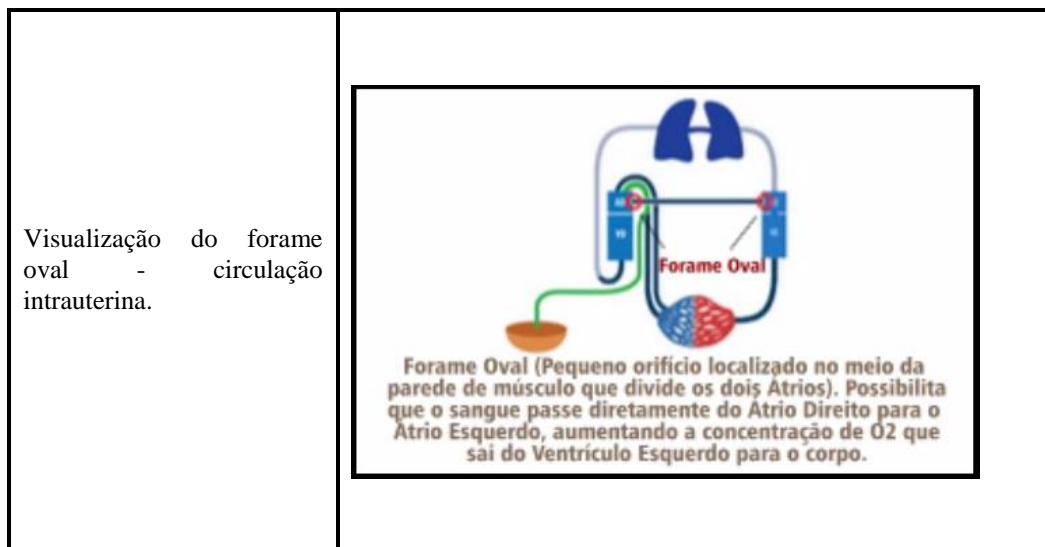 Visualização do forame
oval - circulação
intrauterina.
VD
Forame Oval
Forame Oval (Pequeno orifício localizado no meio da
parede de músculo que divide os dois Átrios). Possibilita
que o sangue passe diretamente do Átrio Direito para o
Átrio Esquerdo, aumentando a concentração de O2 que
sai do Ventrículo Esquerdo para o corpo.